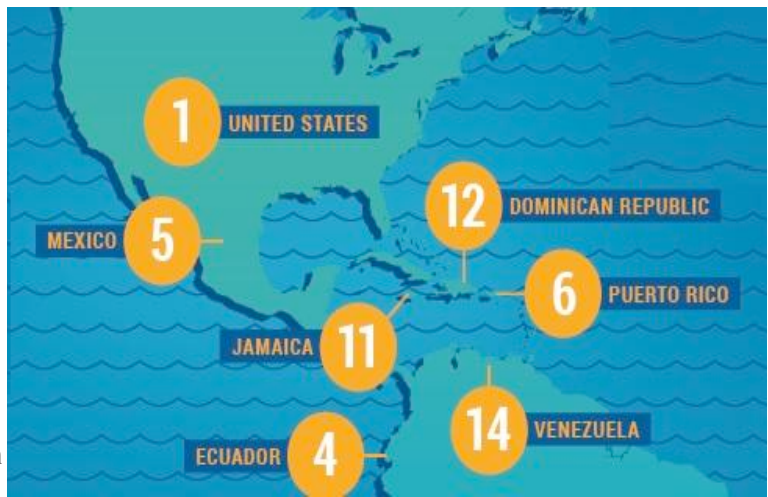 1 UNITED STATES
12 DOMINICAN REPUBLIC
MEXICO 5
6 PUERTO RICO
JAMAICA 11
14 VENEZUELA
ECUADOR 4